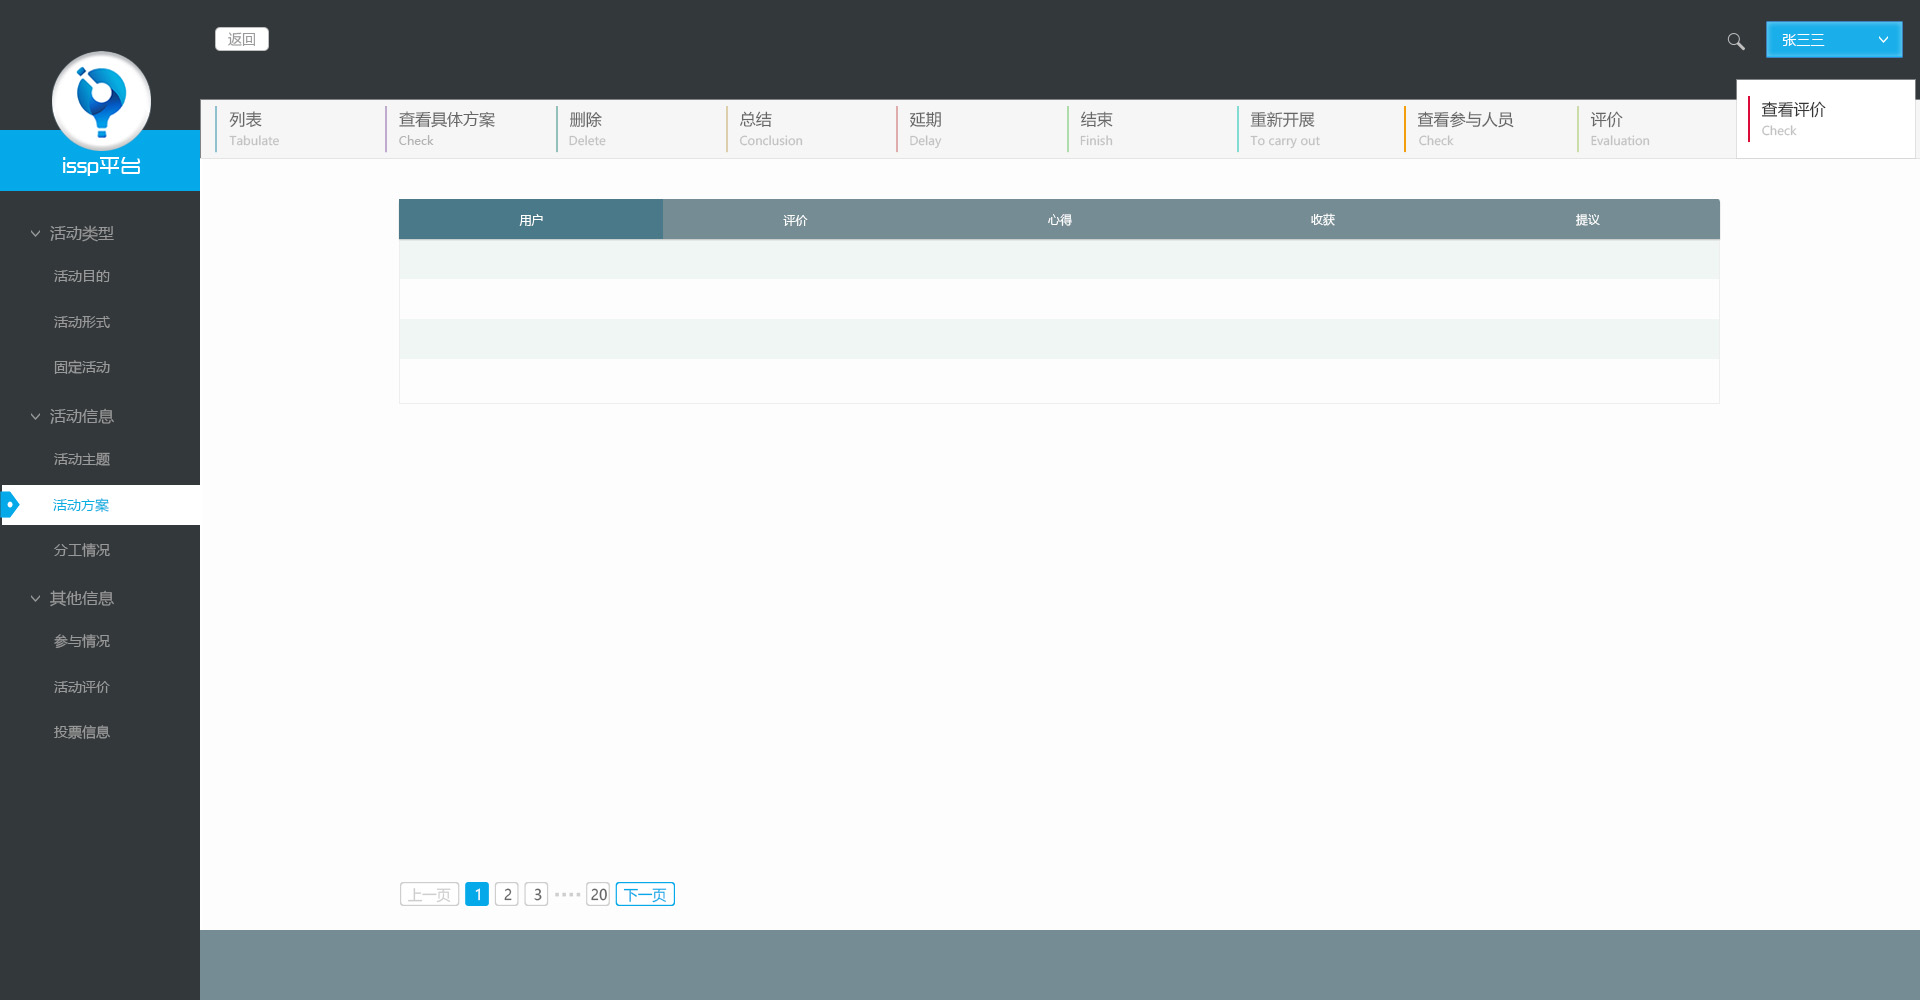 返回
张三三
issp平台
列表
Tabulate
查看具体方案
Check
删除
Delete
总结
Conclusion
延期
Delay
结束
Finish
重新开展
To carry out
查看参与人员
Check
评价
Evaluation
查看评价
Check
活动类型
活动目的
活动形式
固定活动
活动信息
活动主题
活动方案
分工情况
其他信息
参与情况
活动评价
投票信息
用户 评价 心得 收获 提议
上一页 1 2 3 ···· 20 下一页